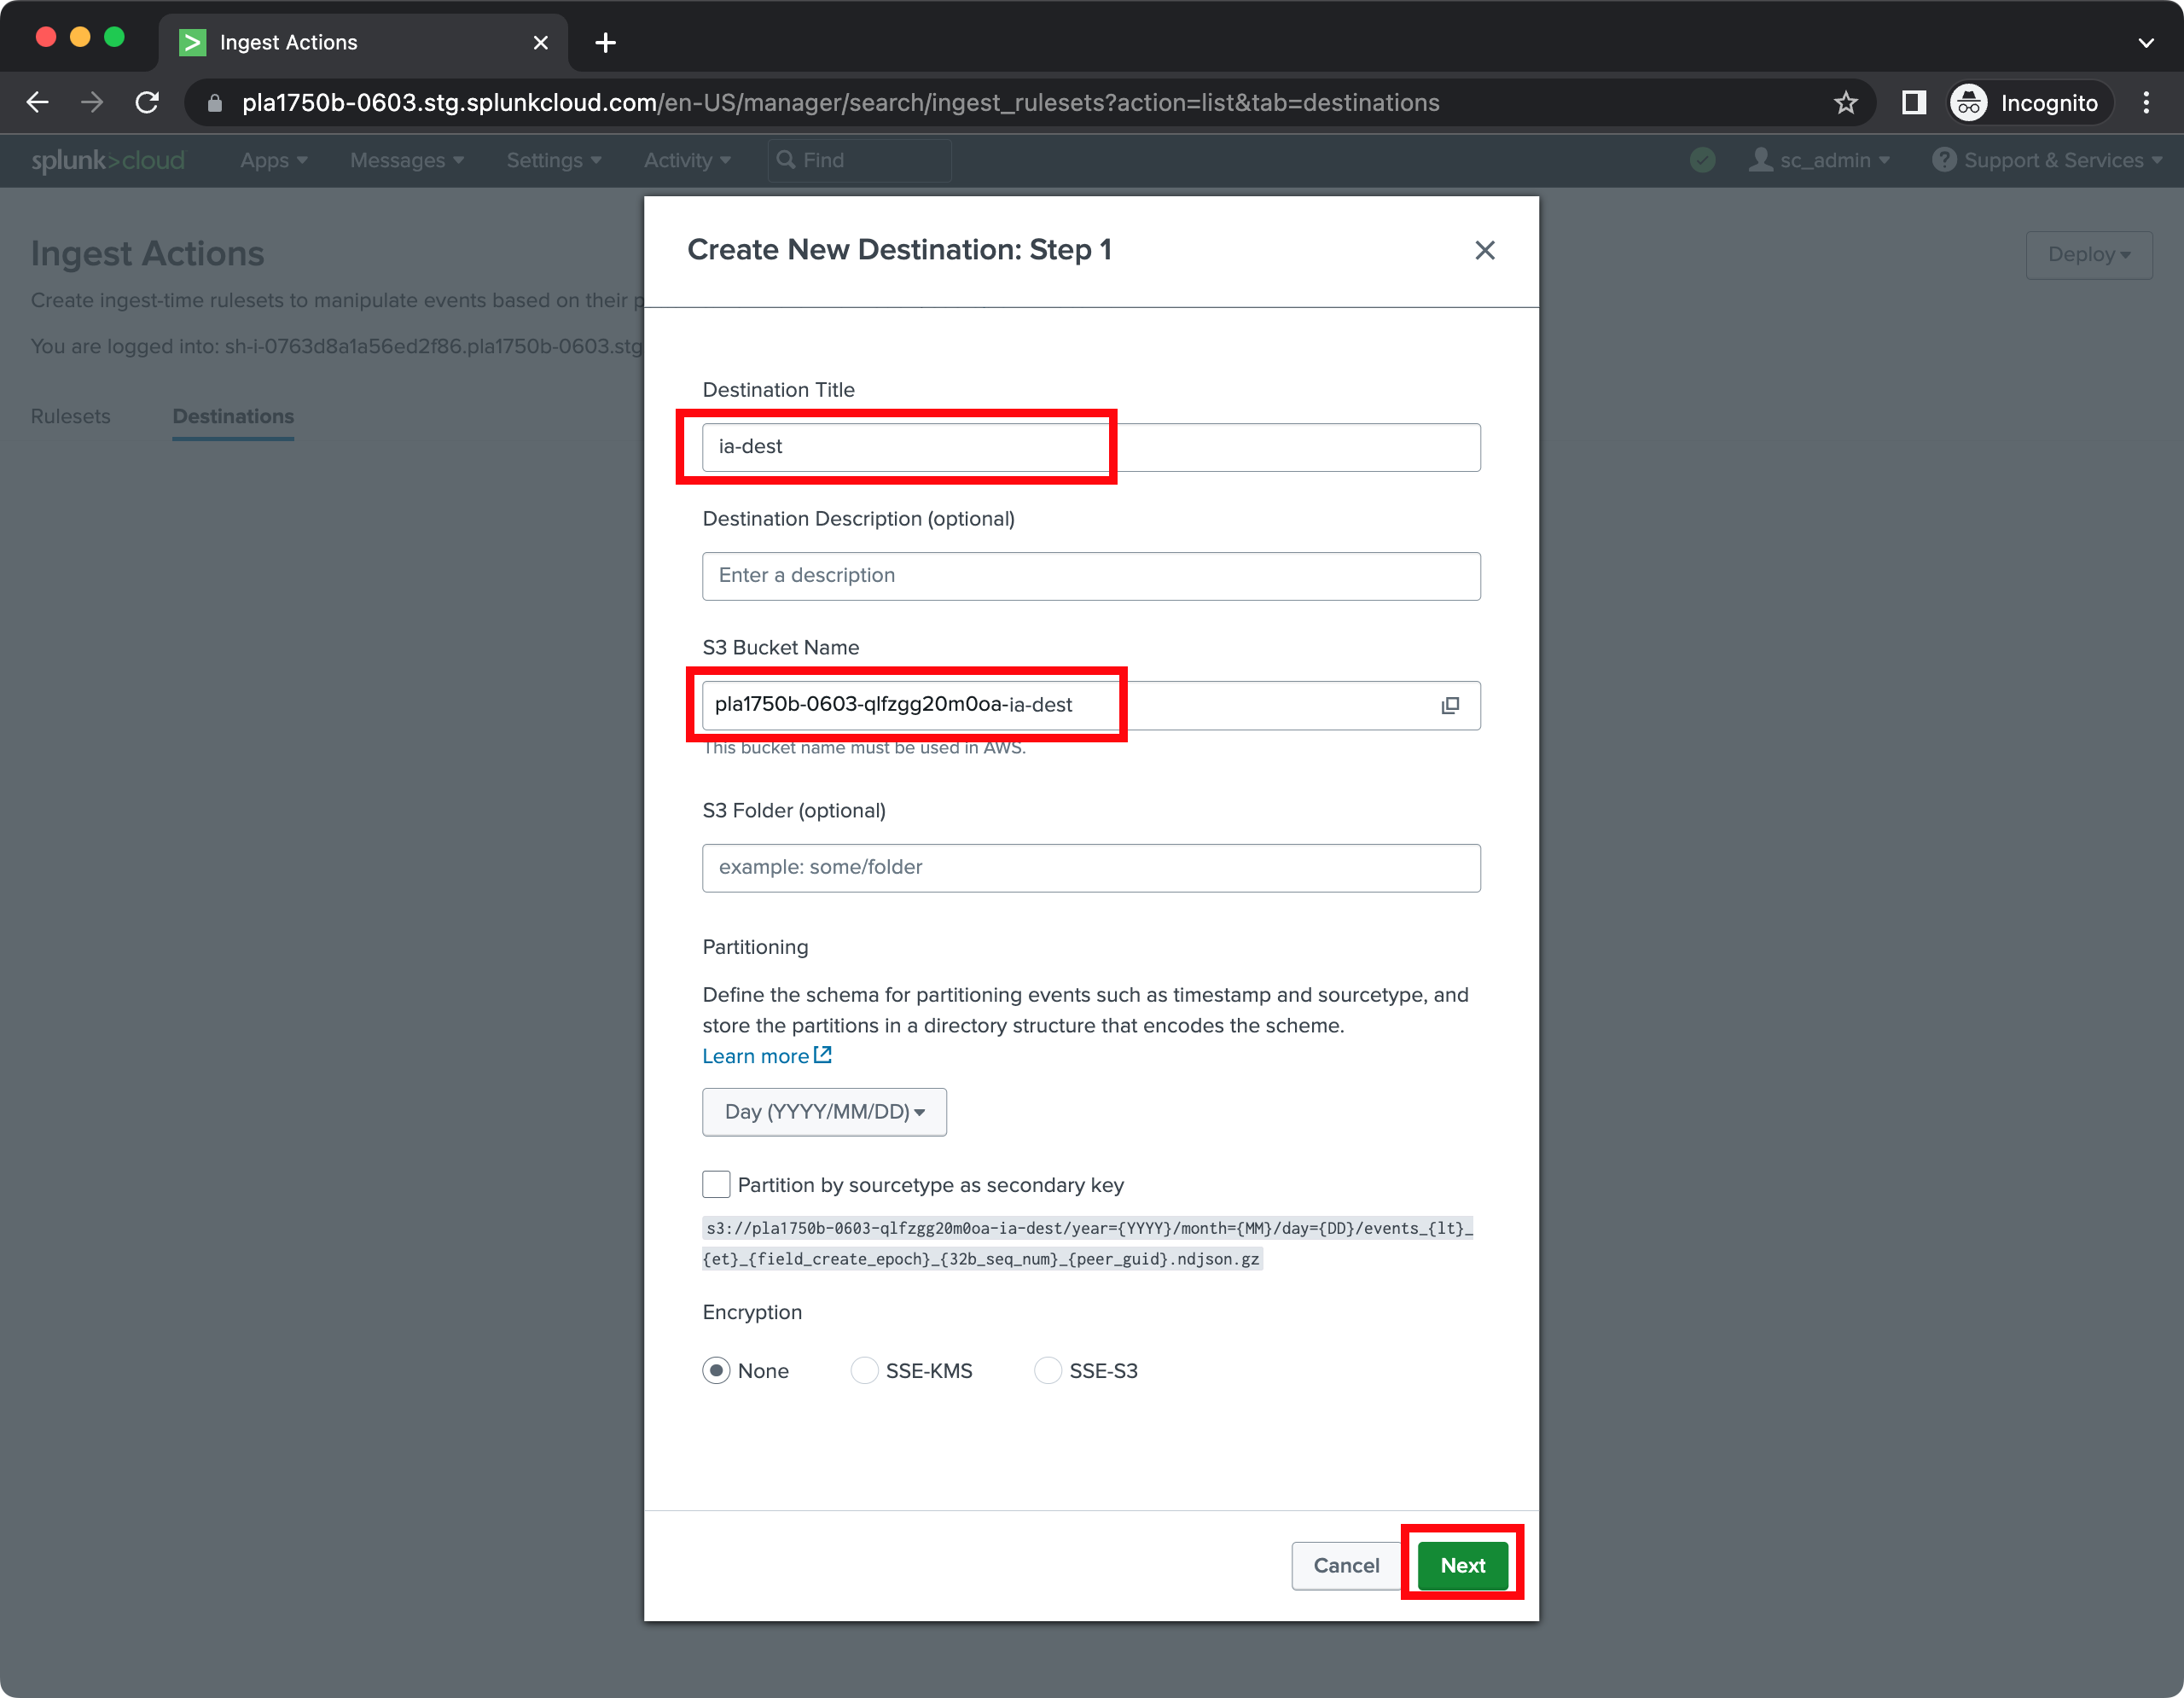 Ingest Actions
pla1750b-0603.stg.splunkcloud.com/en-US/manager/search/ingest_rulesets?action=list&tab=destinations
Incognito
splunk>cloud Apps Messages Settings Activity Find sc_admin Support & Services
Ingest Actions
Deploy
Create ingest-time rulesets to manipulate events based on their p
You are logged into: sh-i-0763d8a1a56ed2f86.pla1750b-0603.stg
Rulesets Destinations
Create New Destination: Step 1
Destination Title
ia-dest
Destination Description (optional)
Enter a description
S3 Bucket Name
pla1750b-0603-qlfzgg20m0oa-ia-dest
This bucket name must be used in AWS.
S3 Folder (optional)
example: some/folder
Partitioning
Define the schema for partitioning events such as timestamp and sourcetype, and
store the partitions in a directory structure that encodes the scheme.
Learn more
Day (YYYY/MM/DD)
Partition by sourcetype as secondary key
s3://pla1750b-0603-qlfzgg20m0oa-ia-dest/year={YYYY}/month={MM}/day={DD}/events_{lt}_
{et}_{field_create_epoch}_{32b_seq_num}_{peer_guid}.ndjson.gz
Encryption
None SSE-KMS SSE-S3
Cancel Next